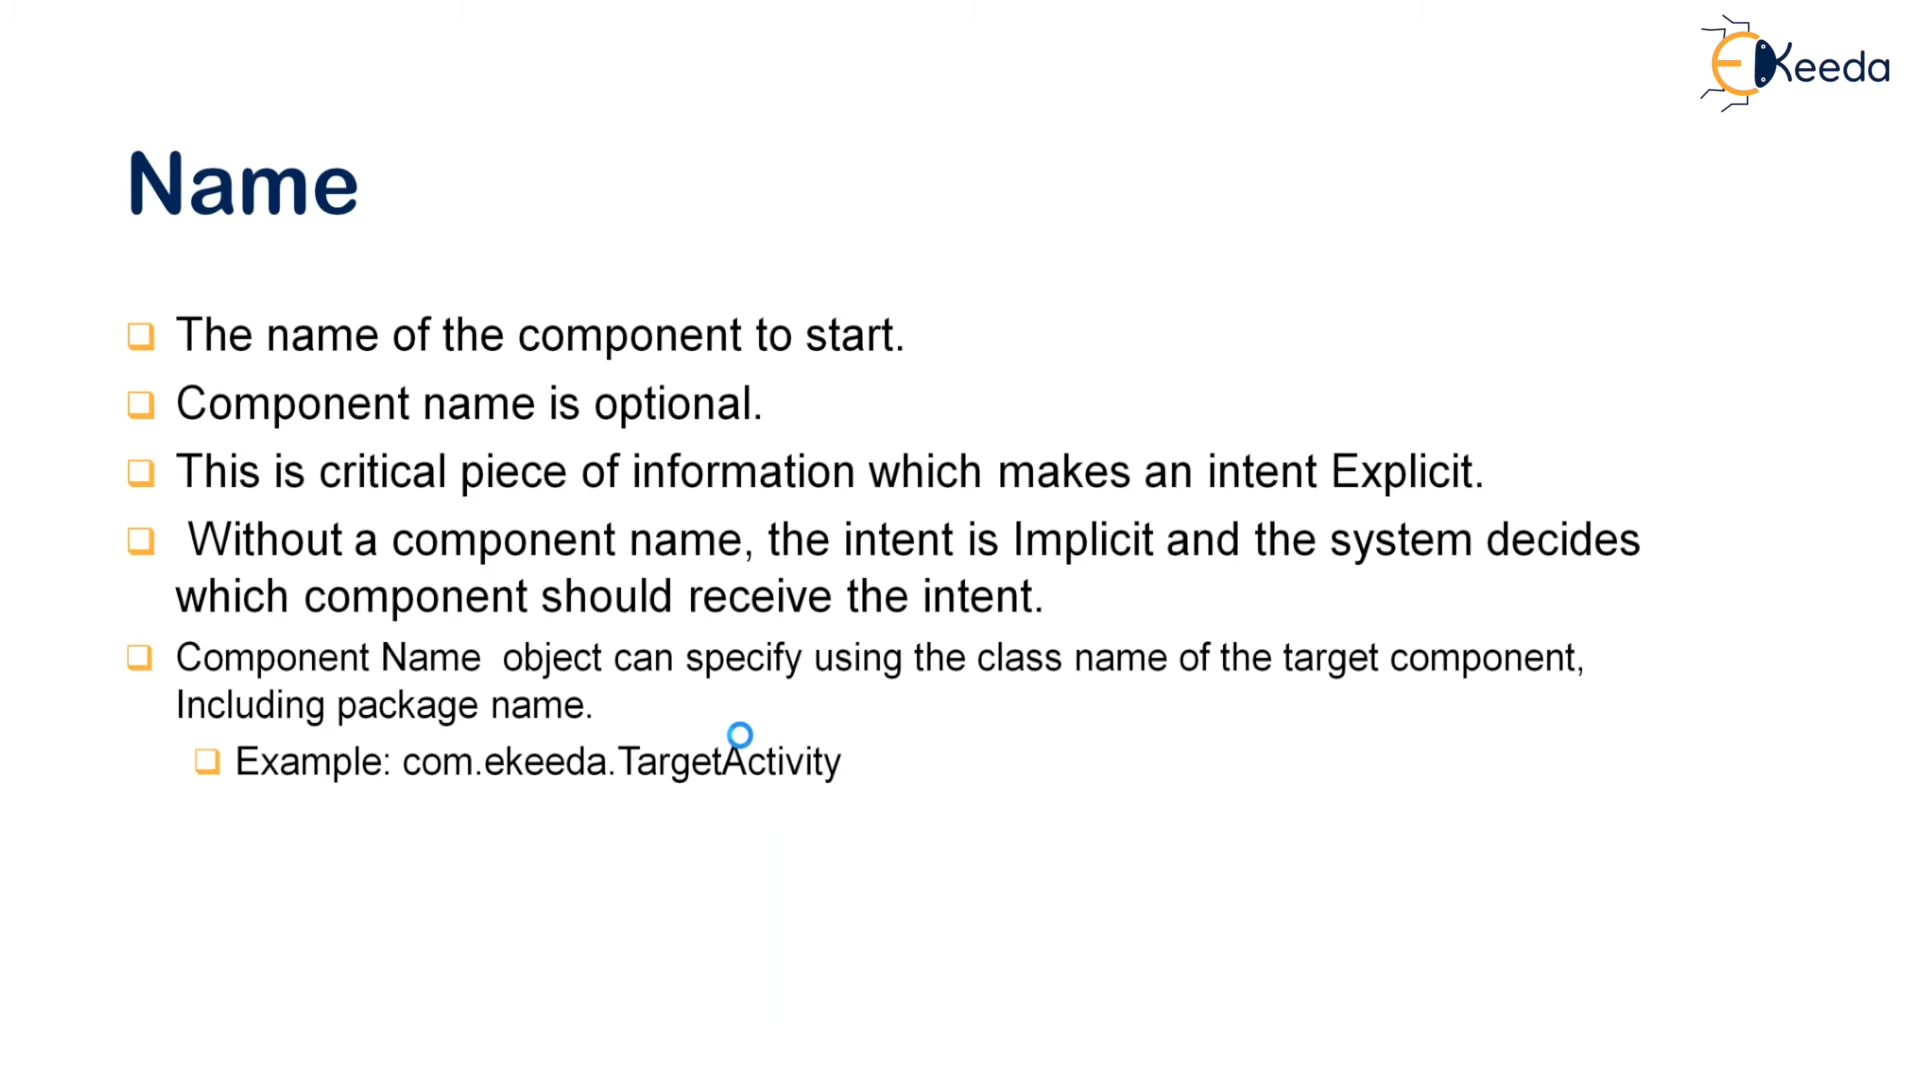 EKeeda
Name
The name of the component to start.
Component name is optional.
This is critical piece of information which makes an intent Explicit.
Without a component name, the intent is Implicit and the system decides
which component should receive the intent.
Component Name object can specify using the class name of the target component,
Including package name.
Example: com.ekeeda.TargetActivity